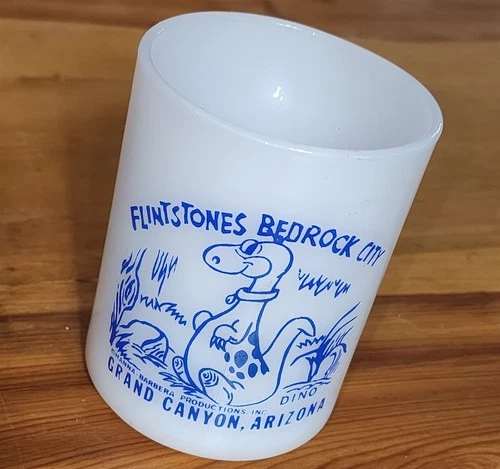 FLINTSTONES BEDROCK CITY
HANNA-BARBERA PRODUCTIONS, INC.
DINO
GRAND CANYON, ARIZONA